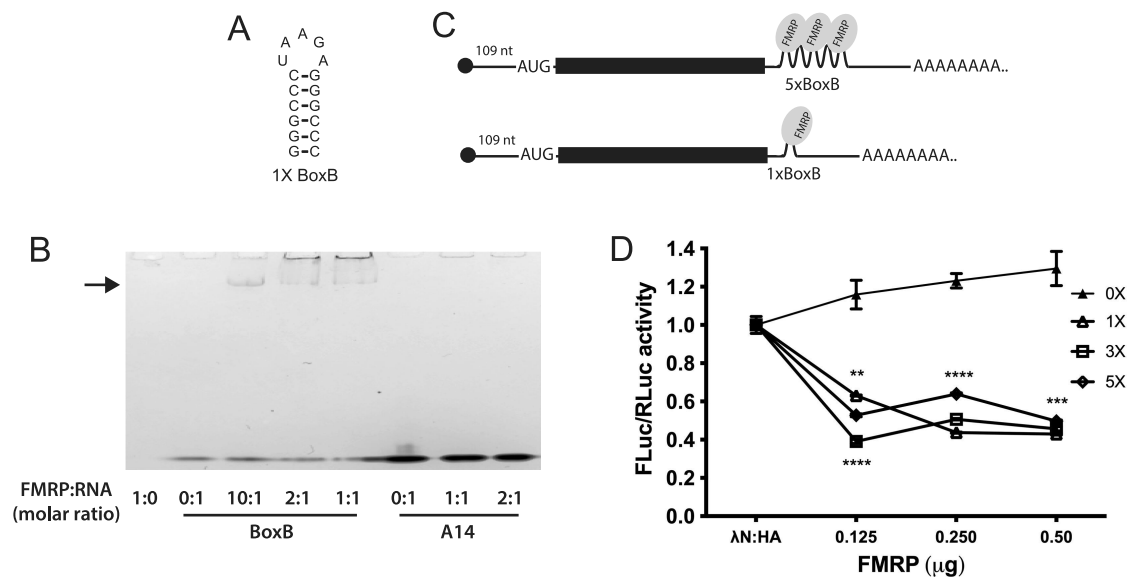 A
A
A G
U A
C-G
C-G
C-G
G-C
G-C
G-C
1X BoxB
C
109 nt
AUG
FMRP FMRP FMRP
5xBoxB
AAAAAAAA..
109 nt
AUG
FMRP
1xBoxB
AAAAAAAA..
B
FMRP:RNA
(molar ratio)
1:0 0:1 10:1 2:1 1:1 0:1 1:1 2:1
BoxB A14
D
FLuc/RLuc activity
1.4
1.2
1.0
0.8
0.6
0.4
0.2
0.0
** **** ***
****
0X
1X
3X
5X
λN:HA 0.125 0.250 0.50
FMRP (μg)